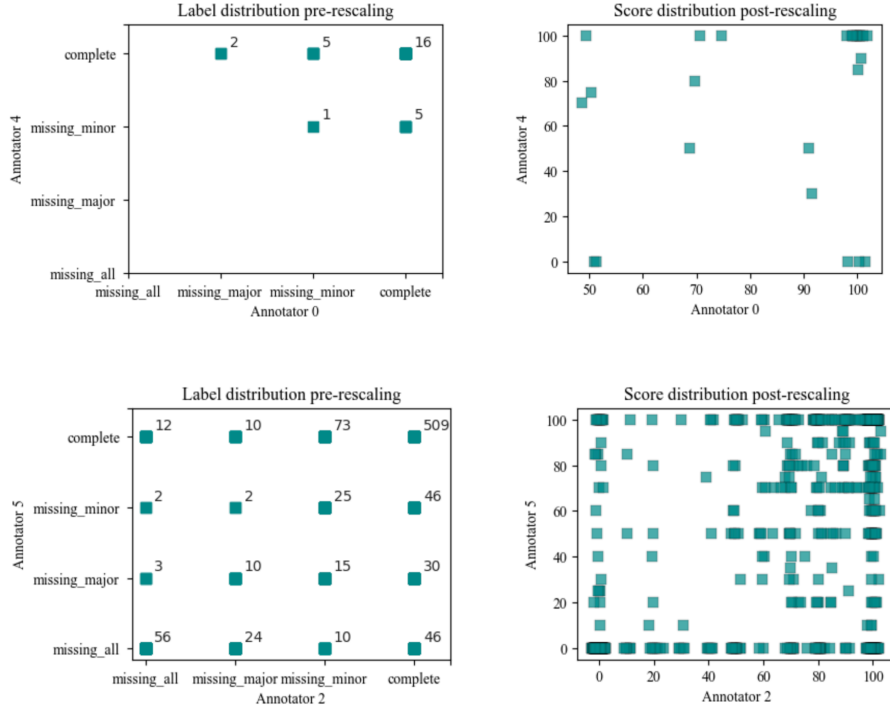 Label distribution pre-rescaling
Score distribution post-rescaling
complete
missing_minor
missing_major
missing_all
Annotator 4
2
5
16
1
5
missing_all
missing_major
missing_minor
complete
Annotator 0
Annotator 4
100
80
60
40
20
0
50
60
70
80
90
100
Annotator 0
Label distribution pre-rescaling
Score distribution post-rescaling
complete
missing_minor
missing_major
missing_all
Annotator 5
12
10
73
509
2
2
25
46
3
10
15
30
56
24
10
46
missing_all
missing_major
missing_minor
complete
Annotator 2
Annotator 5
100
80
60
40
20
0
0
20
40
60
80
100
Annotator 2